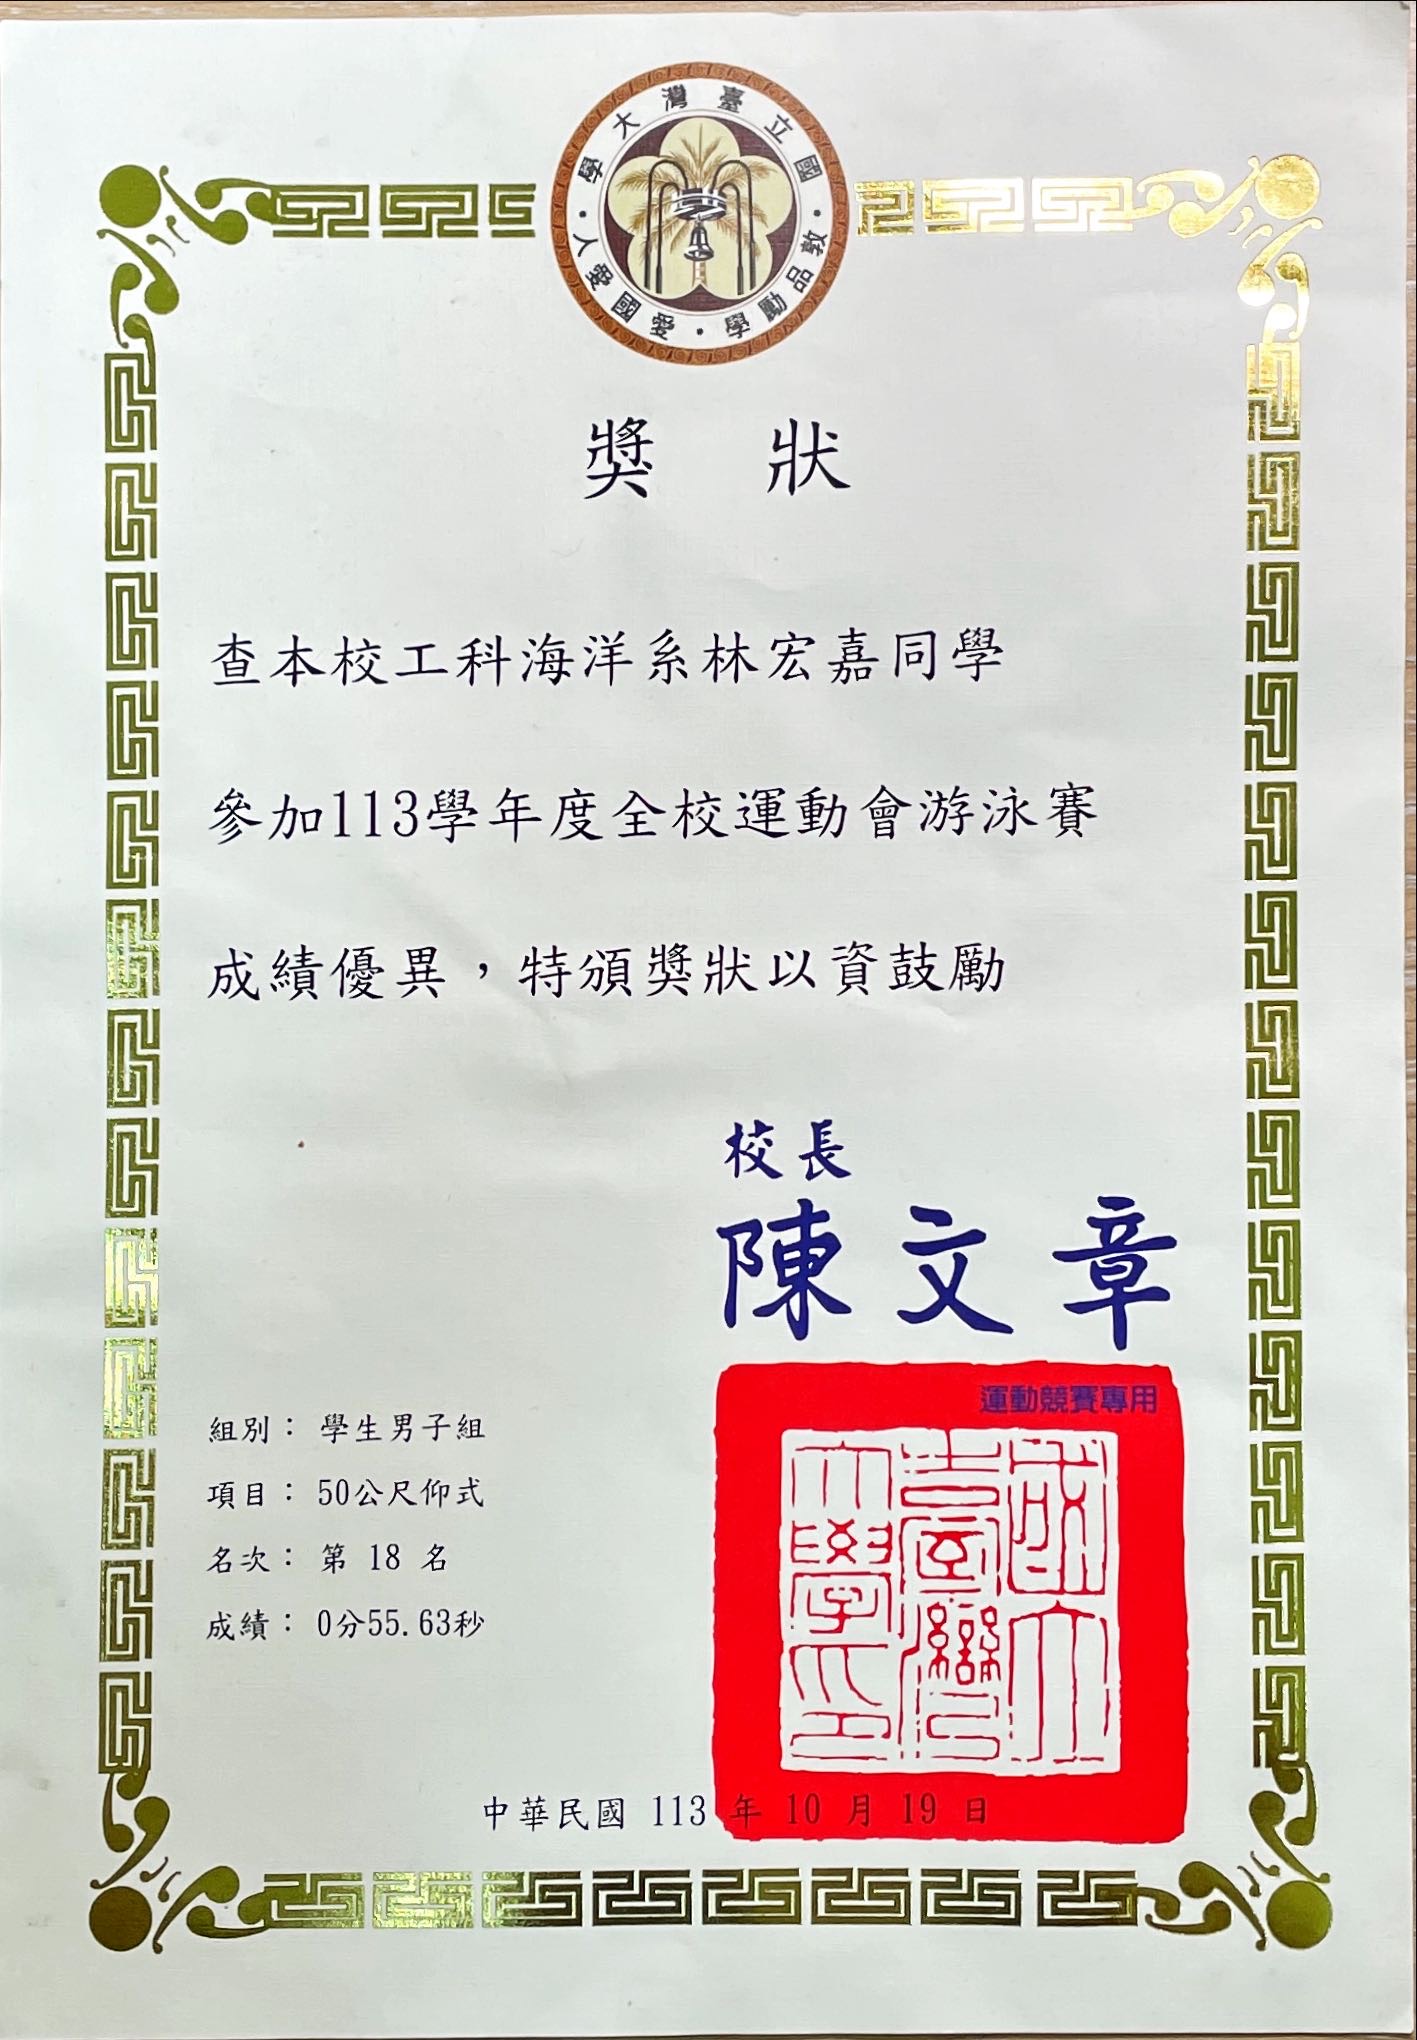 國立臺灣大學
敦品勵學・愛國愛人
獎狀
查本校工科海洋系林宏嘉同學
參加113學年度全校運動會游泳賽
成績優異，特頒獎狀以資鼓勵
校長
陳文章
運動競賽專用
國立臺灣大學印
組別： 學生男子組
項目： 50公尺仰式
名次： 第 18 名
成績： 0分55.63秒
中華民國 113 年 10 月 19 日